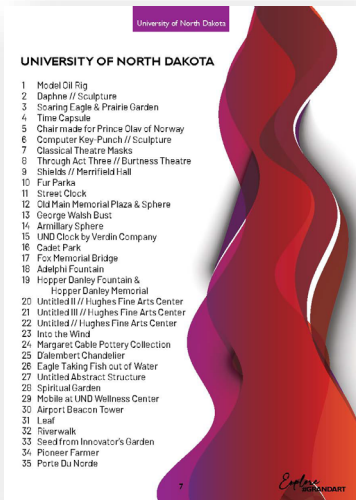 University of North Dakota
UNIVERSITY OF NORTH DAKOTA
1 Model Oil Rig
2 Daphne // Sculpture
3 Soaring Eagle & Prairie Garden
4 Time Capsule
5 Chair made for Prince Olav of Norway
6 Computer Key-Punch // Sculpture
7 Classical Theatre Masks
8 Through Act Three // Burtness Theatre
9 Shields // Merrifield Hall
10 Fur Parka
11 Street Clock
12 Old Main Memorial Plaza & Sphere
13 George Walsh Bust
14 Armillary Sphere
15 UND Clock by Verdin Company
16 Cadet Park
17 Fox Memorial Bridge
18 Adelphi Fountain
19 Hopper Danley Fountain &
Hopper Danley Memorial
20 Untitled II // Hughes Fine Arts Center
21 Untitled III // Hughes Fine Arts Center
22 Untitled // Hughes Fine Arts Center
23 Into the Wind
24 Margaret Cable Pottery Collection
25 D'alembert Chandelier
26 Eagle Taking Fish out of Water
27 Untitled Abstract Structure
28 Spiritual Garden
29 Mobile at UND Wellness Center
30 Airport Beacon Tower
31 Leaf
32 Riverwalk
33 Seed from Innovator's Garden
34 Pioneer Farmer
35 Porte Du Norde
7
Explore
#GRANDART